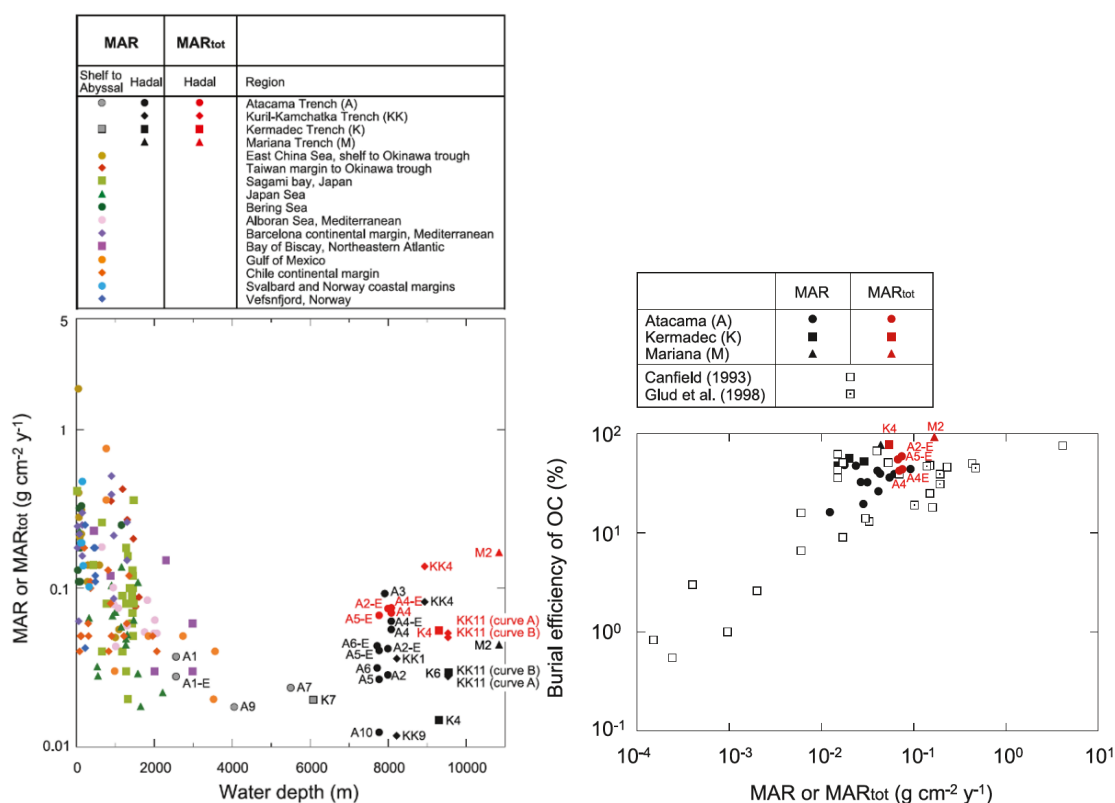 MAR MARtot
Shelf to Abyssal Hadal Hadal Region
Atacama Trench (A)
Kuril-Kamchatka Trench (KK)
Kermadec Trench (K)
Mariana Trench (M)
East China Sea, shelf to Okinawa trough
Taiwan margin to Okinawa trough
Sagami bay, Japan
Japan Sea
Bering Sea
Alboran Sea, Mediterranean
Barcelona continental margin, Mediterranean
Bay of Biscay, Northeastern Atlantic
Gulf of Mexico
Chile continental margin
Svalbard and Norway coastal margins
Vefsnfjord, Norway
5
1
0.1
0.01
MAR or MARtot (g cm-2 y-1)
M2
KK4
A3
A2-E
A4-E
KK4
A4
A5-E
A4-E
KK11 (curve A)
K4
KK11 (curve B)
A4
M2
A6-E
A2-E
A5-E
KK1
A6
K6
KK11 (curve B)
A5
A2
KK11 (curve A)
A1
A1-E
A7
K7
A9
K4
A10
KK9
0 2000 4000 6000 8000 10000
Water depth (m)
MAR MARtot
Atacama (A)
Kermadec (K)
Mariana (M)
Canfield (1993)
Glud et al. (1998)
102
101
100
10-1
Burial efficiency of OC (%)
K4
M2
A2-E
A5-E
A4
A4E
10-4 10-3 10-2 10-1 100 101
MAR or MARtot (g cm-2 y-1)